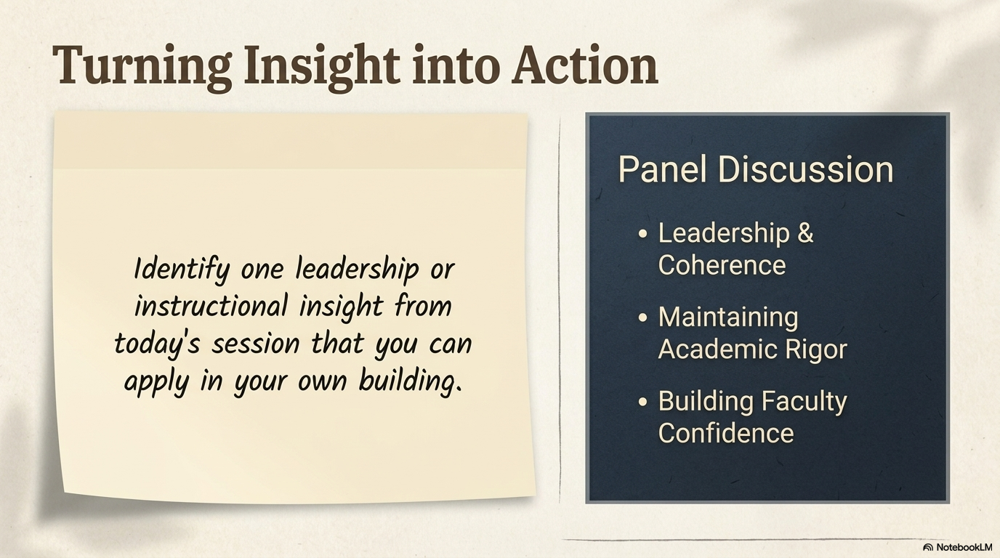 Turning Insight into Action
Identify one leadership or
instructional insight from
today's session that you can
apply in your own building.
Panel Discussion
• Leadership &
Coherence
• Maintaining
Academic Rigor
• Building Faculty
Confidence
NotebookLM